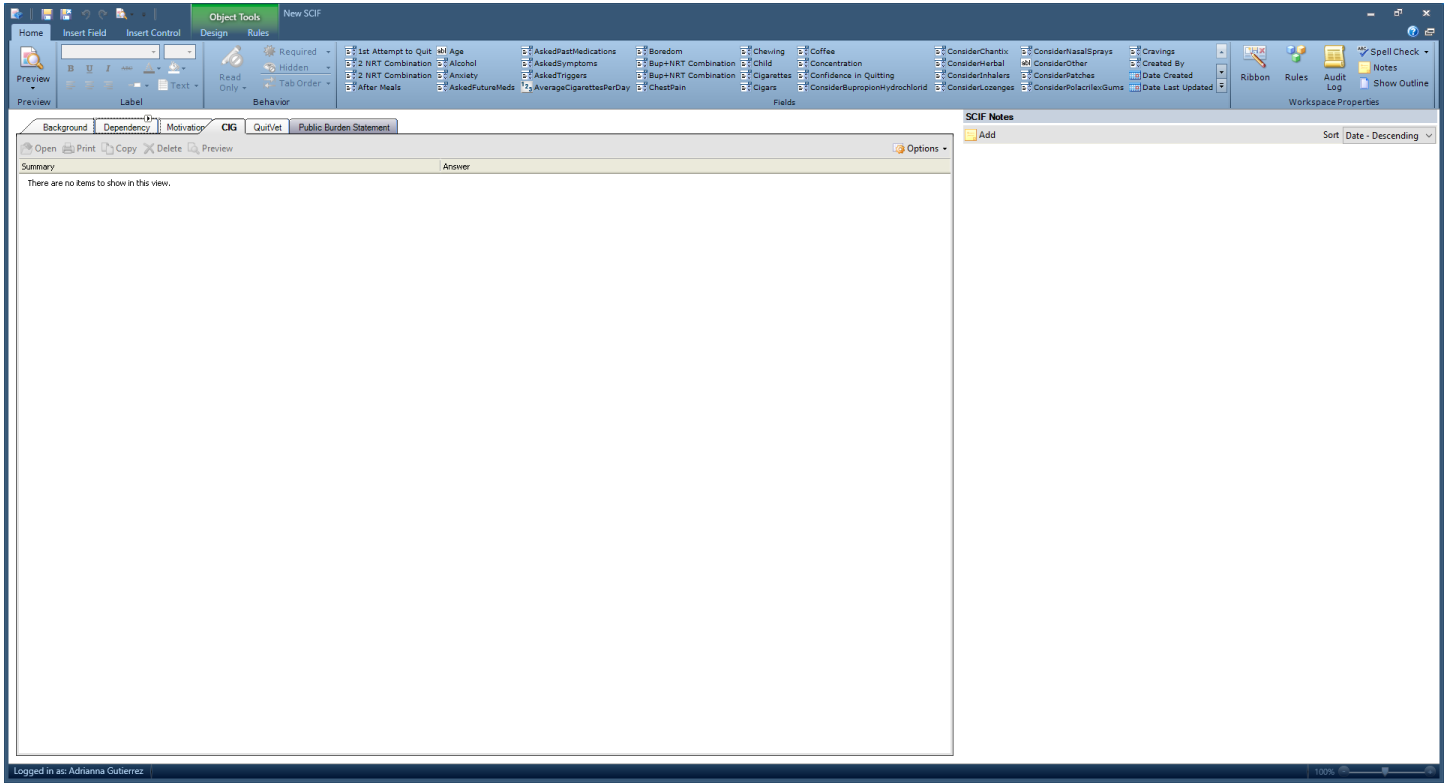 Object Tools New SCIF
Home Insert Field Insert Control Design Rules
Preview
Preview
B U I abc
Text
Label
Read Only
Required
Hidden
Tab Order
Behavior
1st Attempt to Quit Age AskedPastMedications Boredom Chewing Coffee ConsiderChantix ConsiderNasalSprays Cravings
2 NRT Combination Alcohol AskedSymptoms Bup+NRT Combination Child Concentration ConsiderHerbal ConsiderOther Created By
2 NRT Combination Anxiety AskedTriggers Bup+NRT Combination Cigarettes Confidence in Quitting ConsiderInhalers ConsiderPatches Date Created
After Meals AskedFutureMeds AverageCigarettesPerDay ChestPain Cigars ConsiderBupropionHydrochlorid ConsiderLozenges ConsiderPolacrilexGums Date Last Updated
Fields
Ribbon Rules Audit Log
Spell Check
Notes
Show Outline
Workspace Properties
Background Dependency Motivation CIG QuitVet Public Burden Statement
Open Print Copy Delete Preview Options
Summary Answer
There are no items to show in this view.
SCIF Notes
Add Sort Date - Descending
Logged in as: Adrianna Gutierrez 100%